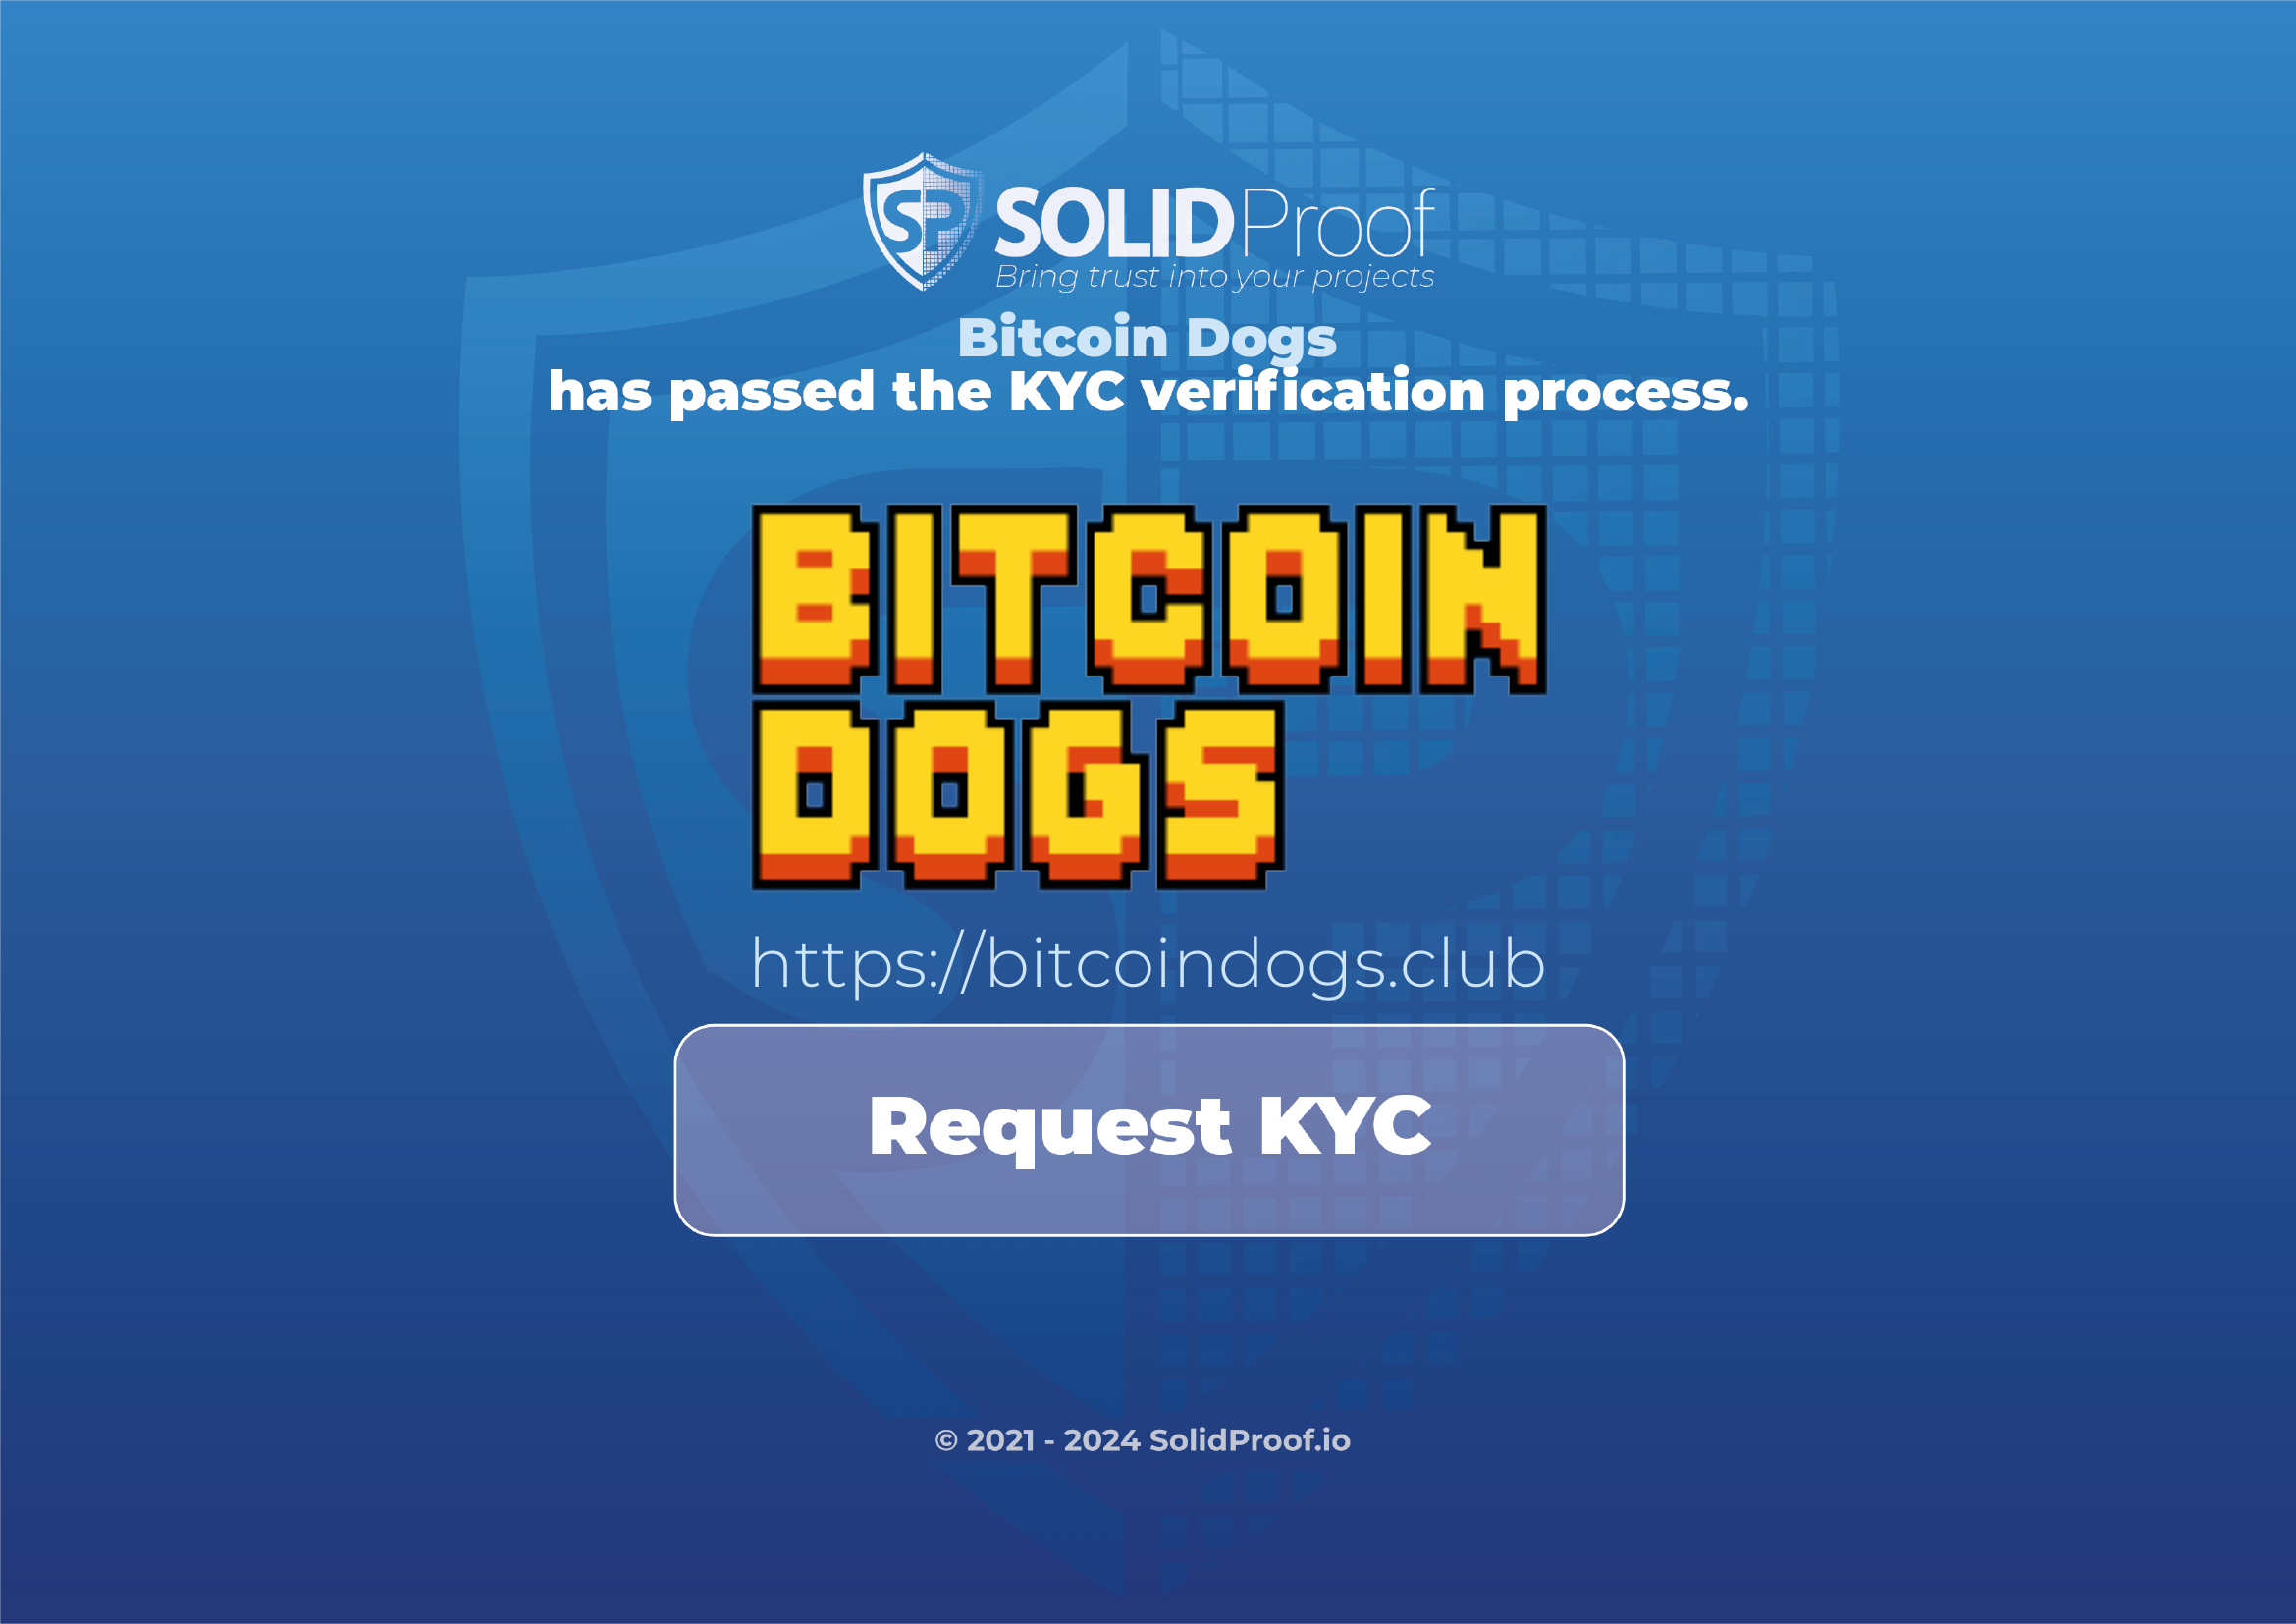 SP SOLIDProof
Bring trust into your projects
Bitcoin Dogs
has passed the KYC verification process.
BITCOIN
DOGS
https://bitcoindogs.club
Request KYC
© 2021 - 2024 SolidProof.io